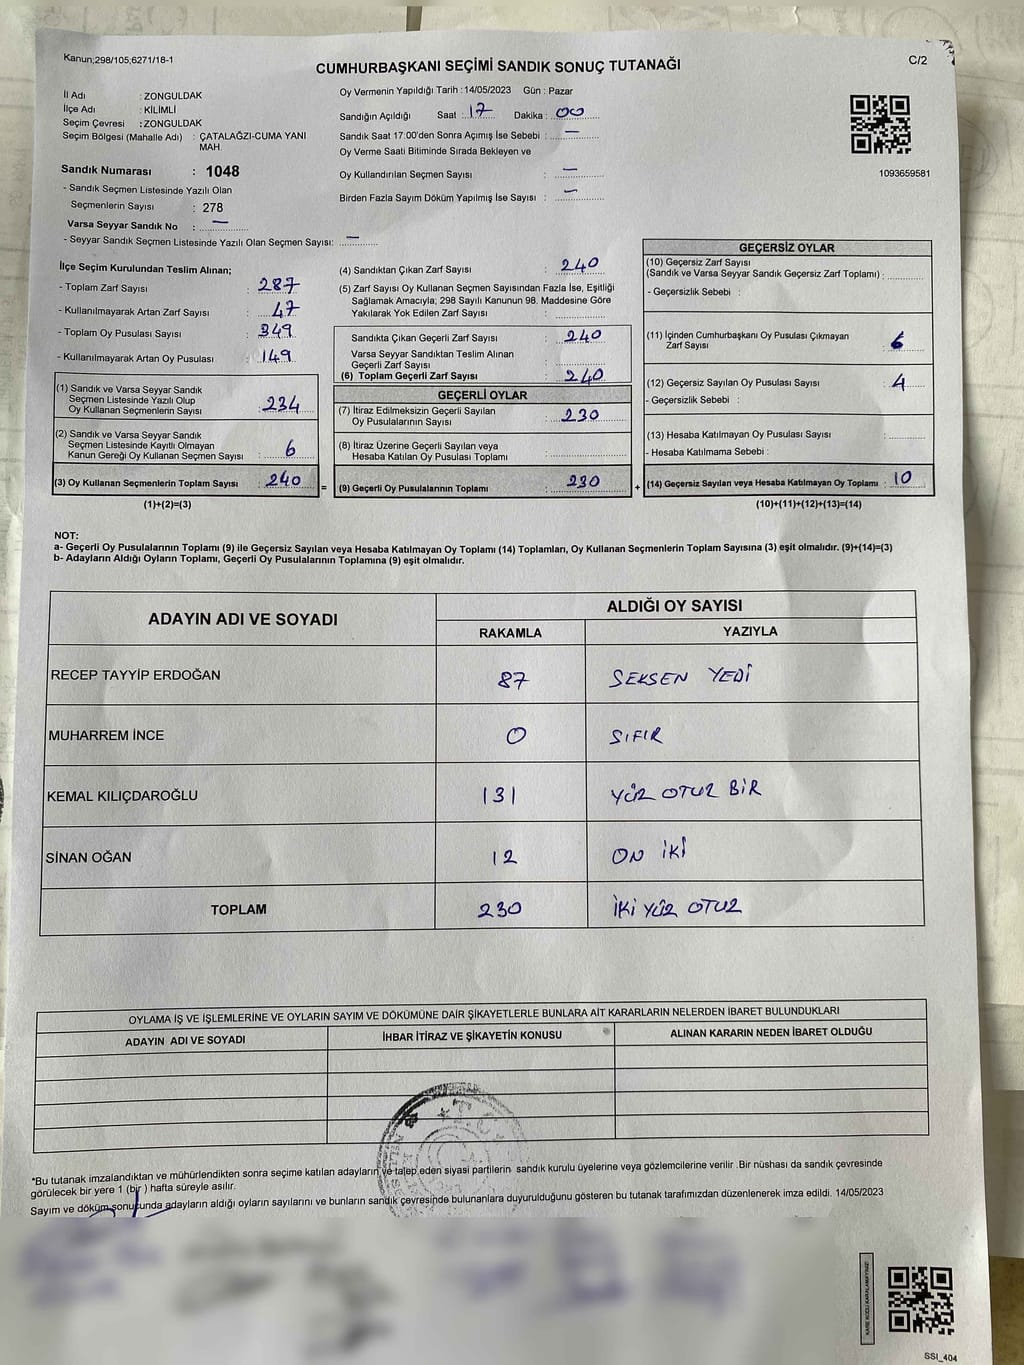 Kanun;298/105;6271/18-1
CUMHURBAŞKANI SEÇİMİ SANDIK SONUÇ TUTANAĞI
C/2
İl Adı : ZONGULDAK
İlçe Adı : KİLİMLİ
Seçim Çevresi : ZONGULDAK
Seçim Bölgesi (Mahalle Adı) : ÇATALAĞZI-CUMA YANI
MAH.
Sandık Numarası : 1048
- Sandık Seçmen Listesinde Yazılı Olan
Seçmenlerin Sayısı : 278
Varsa Seyyar Sandık No : —
- Seyyar Sandık Seçmen Listesinde Yazılı Olan Seçmen Sayısı: —
Oy Vermenin Yapıldığı Tarih : 14/05/2023 Gün : Pazar
Sandığın Açıldığı Saat : 17 Dakika : 00
Sandık Saat 17:00'den Sonra Açımış İse Sebebi : —
Oy Verme Saati Bitiminde Sırada Bekleyen ve
Oy Kullandırılan Seçmen Sayısı : —
Birden Fazla Sayım Döküm Yapılmış İse Sayısı : —
1093659581
İlçe Seçim Kurulundan Teslim Alınan;
- Toplam Zarf Sayısı : 287
- Kullanılmayarak Artan Zarf Sayısı : 47
- Toplam Oy Pusulası Sayısı : 349
- Kullanılmayarak Artan Oy Pusulası : 149
(1) Sandık ve Varsa Seyyar Sandık
Seçmen Listesinde Yazılı Olup
Oy Kullanan Seçmenlerin Sayısı : 234
(2) Sandık ve Varsa Seyyar Sandık
Seçmen Listesinde Kayıtlı Olmayan
Kanun Gereği Oy Kullanan Seçmen Sayısı : 6
(3) Oy Kullanan Seçmenlerin Toplam Sayısı : 240 =
(1)+(2)=(3)
(4) Sandıktan Çıkan Zarf Sayısı : 240
(5) Zarf Sayısı Oy Kullanan Seçmen Sayısından Fazla İse, Eşitliği
Sağlamak Amacıyla; 298 Sayılı Kanunun 98. Maddesine Göre
Yakılarak Yok Edilen Zarf Sayısı :
Sandıkta Çıkan Geçerli Zarf Sayısı : 240
Varsa Seyyar Sandıktan Teslim Alınan
Geçerli Zarf Sayısı :
(6) Toplam Geçerli Zarf Sayısı : 240
GEÇERLİ OYLAR
(7) İtiraz Edilmeksizin Geçerli Sayılan
Oy Pusulalarının Sayısı : 230
(8) İtiraz Üzerine Geçerli Sayılan veya
Hesaba Katılan Oy Pusulası Toplamı :
(9) Geçerli Oy Pusulalarının Toplamı : 230 +
GEÇERSİZ OYLAR
(10) Geçersiz Zarf Sayısı
(Sandık ve Varsa Seyyar Sandık Geçersiz Zarf Toplamı) :
- Geçersizlik Sebebi :
(11) İçinden Cumhurbaşkanı Oy Pusulası Çıkmayan
Zarf Sayısı : 6
(12) Geçersiz Sayılan Oy Pusulası Sayısı : 4
- Geçersizlik Sebebi :
(13) Hesaba Katılmayan Oy Pusulası Sayısı :
- Hesaba Katılmama Sebebi :
(14) Geçersiz Sayılan veya Hesaba Katılmayan Oy Toplamı : 10
(10)+(11)+(12)+(13)=(14)
NOT:
a- Geçerli Oy Pusulalarının Toplamı (9) ile Geçersiz Sayılan veya Hesaba Katılmayan Oy Toplamı (14) Toplamları, Oy Kullanan Seçmenlerin Toplam Sayısına (3) eşit olmalıdır. (9)+(14)=(3)
b- Adayların Aldığı Oyların Toplamı, Geçerli Oy Pusulalarının Toplamına (9) eşit olmalıdır.
ADAYIN ADI VE SOYADI ALDIĞI OY SAYISI
RAKAMLA YAZIYLA
RECEP TAYYİP ERDOĞAN 87 SEKSEN YEDİ
MUHARREM İNCE 0 SIFIR
KEMAL KILIÇDAROĞLU 131 YÜZ OTUZ BİR
SİNAN OĞAN 12 ON İKİ
TOPLAM 230 İKİ YÜZ OTUZ
OYLAMA İŞ VE İŞLEMLERİNE VE OYLARIN SAYIM VE DÖKÜMÜNE DAİR ŞİKAYETLERLE BUNLARA AİT KARARLARIN NELERDEN İBARET BULUNDUKLARI
ADAYIN ADI VE SOYADI İHBAR İTİRAZ VE ŞİKAYETİN KONUSU ALINAN KARARIN NEDEN İBARET OLDUĞU
T.C.
*Bu tutanak imzalandıktan ve mühürlendikten sonra seçime katılan adayların ve talep eden siyasi partilerin sandık kurulu üyelerine veya gözlemcilerine verilir .Bir nüshası da sandık çevresinde
görülecek bir yere 1 (bir ) hafta süreyle asılır.
Sayım ve döküm sonucunda adayların aldığı oyların sayılarını ve bunların sandık çevresinde bulunanlara duyurulduğunu gösteren bu tutanak tarafımızdan düzenlenerek imza edildi. 14/05/2023
KARE KODU KARALAMAYINIZ!
SSI_404